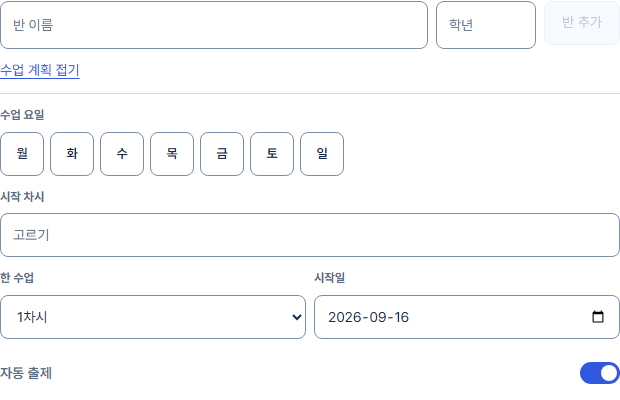 반 이름 학년 반 추가
수업 계획 접기
수업 요일
월 화 수 목 금 토 일
시작 차시
고르기
한 수업 시작일
1차시 2026-09-16
자동 출제